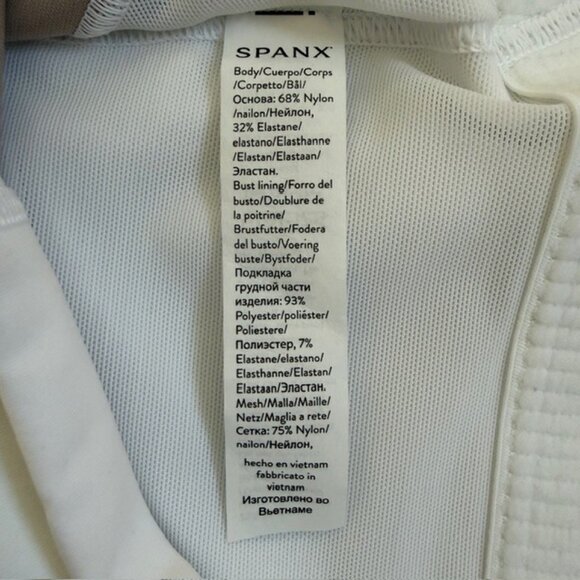 SPANX
Body/Cuerpo/Corps
/Corpetto/Bål/
Основа: 68% Nylon
/nailon/Нейлон,
32% Elastane/
elastano/Elasthanne
/Elastan/Elastaan/
Эластан.
Bust lining/Forro del
busto/Doublure de
la poitrine/
Brustfutter/Fodera
del busto/Voering
buste/Bystfoder/
Подкладка
грудной части
изделия: 93%
Polyester/poliéster/
Poliestere/
Полиэстер, 7%
Elastane/elastano/
Elasthanne/Elastan/
Elastaan/Эластан.
Mesh/Malla/Maille/
Netz/Maglia a rete/
Сетка: 75% Nylon/
nailon/Нейлон,
hecho en vietnam
fabbricato in
vietnam
Изготовлено во
Вьетнаме